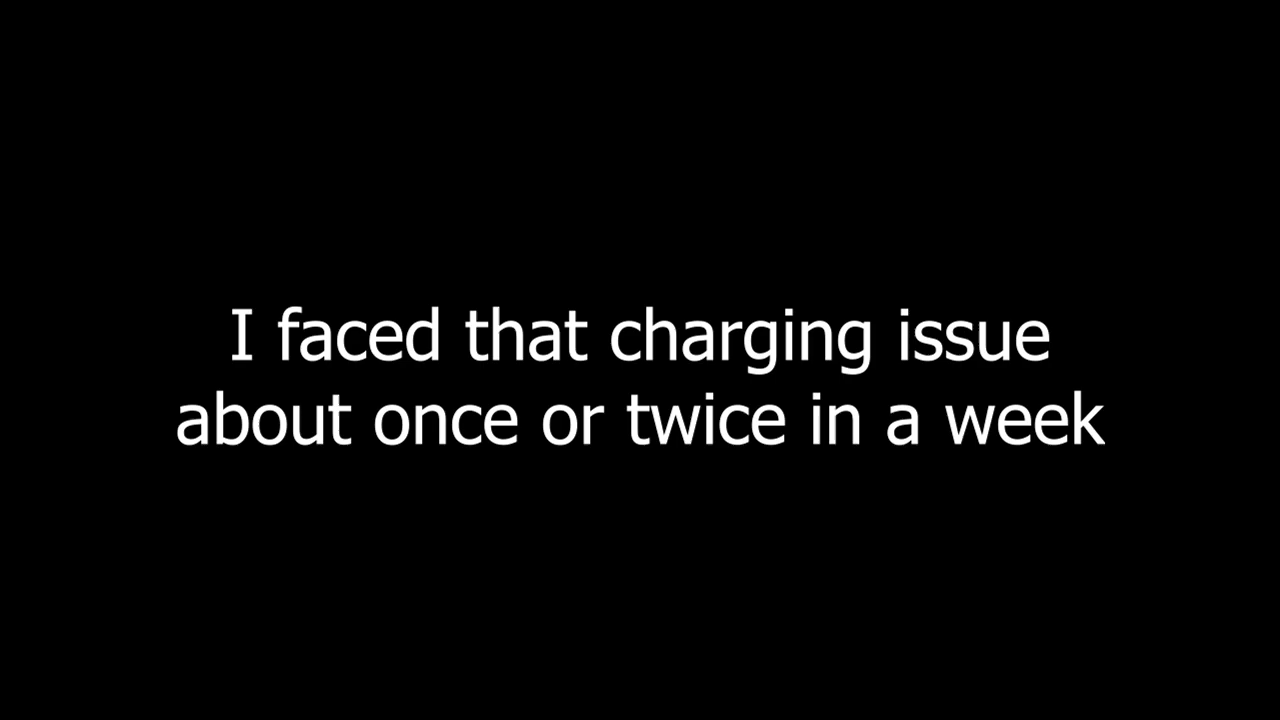 I faced that charging issue
about once or twice in a week